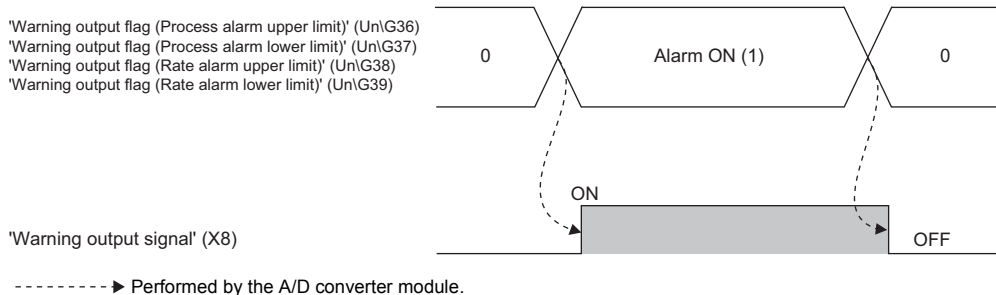 'Warning output flag (Process alarm upper limit)' (Un\G36)
'Warning output flag (Process alarm lower limit)' (Un\G37)
'Warning output flag (Rate alarm upper limit)' (Un\G38)
'Warning output flag (Rate alarm lower limit)' (Un\G39)
0
Alarm ON (1)
0
ON
'Warning output signal' (X8)
OFF
Performed by the A/D converter module.